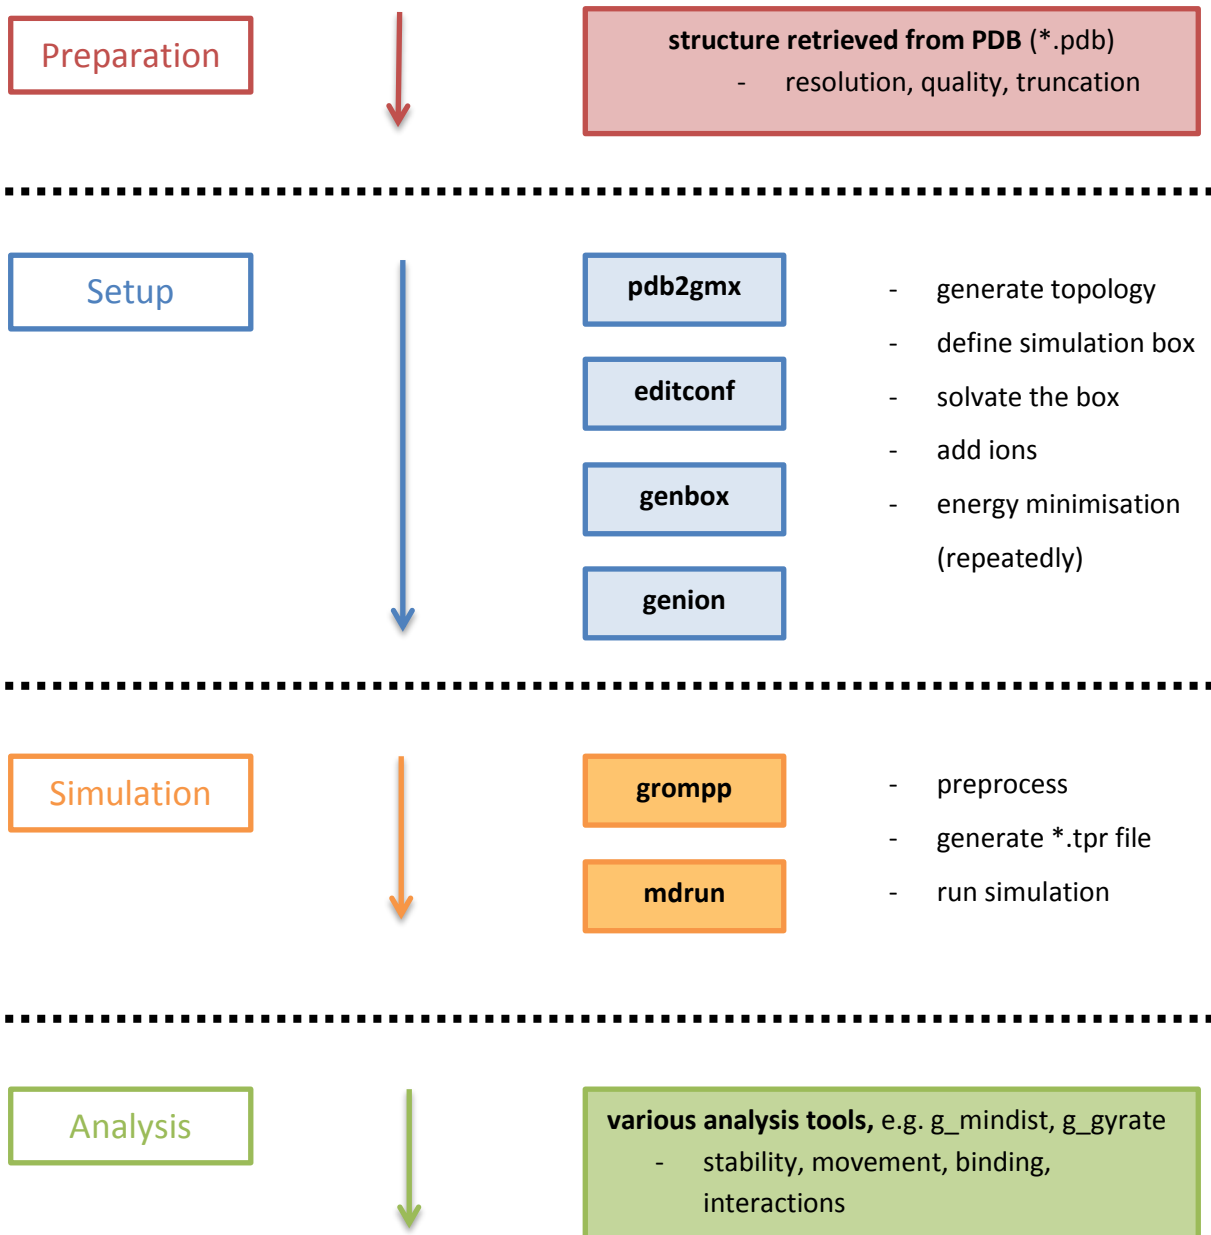 Preparation
structure retrieved from PDB (*.pdb)
- resolution, quality, truncation
Setup
pdb2gmx
editconf
genbox
genion
- generate topology
- define simulation box
- solvate the box
- add ions
- energy minimisation
(repeatedly)
Simulation
grompp
mdrun
- preprocess
- generate *.tpr file
- run simulation
Analysis
various analysis tools, e.g. g_mindist, g_gyrate
- stability, movement, binding,
interactions